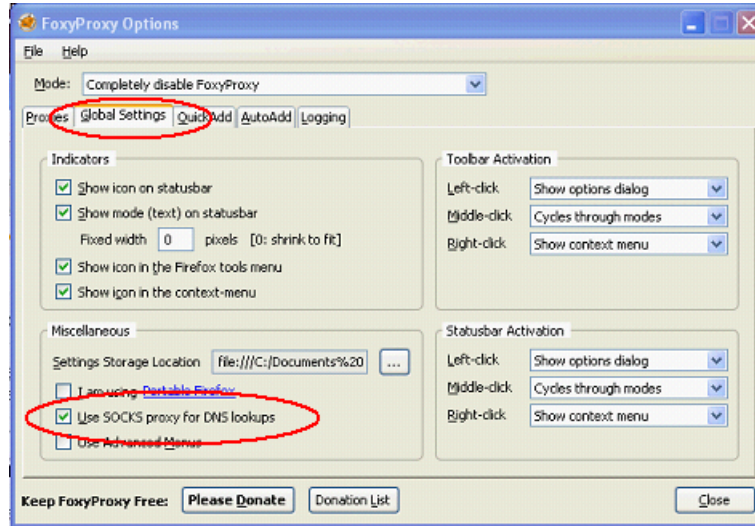 FoxyProxy Options
File Help
Mode: Completely disable FoxyProxy
Proxies Global Settings QuickAdd AutoAdd Logging
Indicators
Show icon on statusbar
Show mode (text) on statusbar
Fixed width 0 pixels [0: shrink to fit]
Show icon in the Firefox tools menu
Show icon in the context-menu
Toolbar Activation
Left-click Show options dialog
Middle-click Cycles through modes
Right-click Show context menu
Miscellaneous
Settings Storage Location file:///C:/Documents%20 ...
I am using Portable Firefox
Use SOCKS proxy for DNS lookups
Use Advanced Menus
Statusbar Activation
Left-click Show options dialog
Middle-click Cycles through modes
Right-click Show context menu
Keep FoxyProxy Free: Please Donate Donation List Close